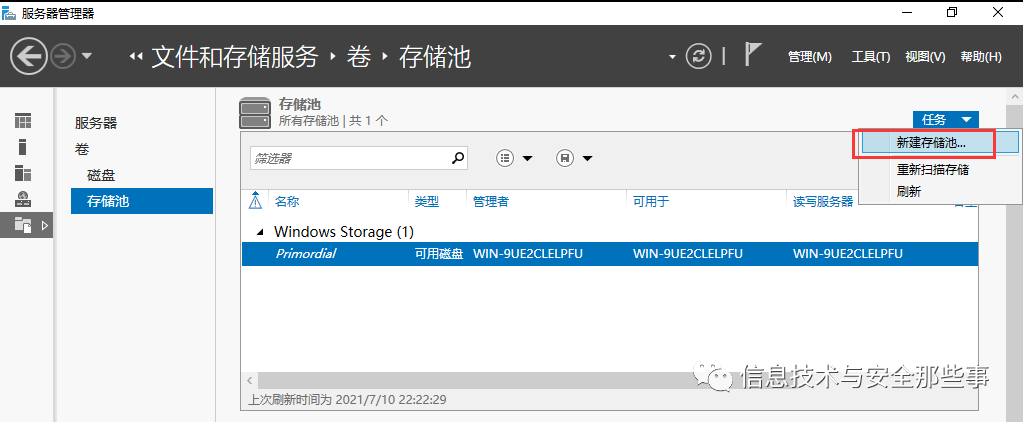 服务器管理器
文件和存储服务 卷 存储池
管理(M) 工具(T) 视图(V) 帮助(H)
服务器
卷
磁盘
存储池
存储池
所有存储池 | 共 1 个
任务
新建存储池...
重新扫描存储
刷新
筛选器
名称 类型 管理者 可用于 读写服务器
Windows Storage (1)
Primordial 可用磁盘 WIN-9UE2CLELPFU WIN-9UE2CLELPFU WIN-9UE2CLELPFU
信息技术与安全那些事
上次刷新时间为 2021/7/10 22:22:29